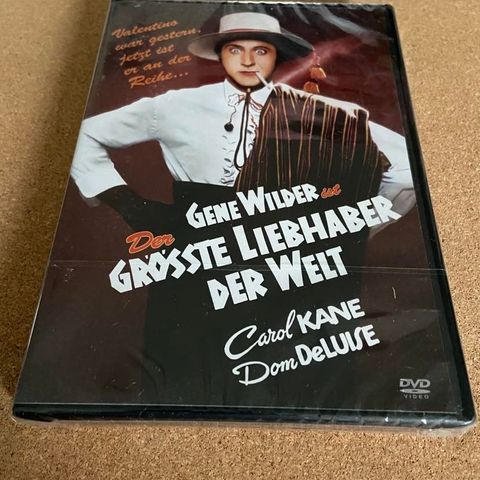 Valentino
war gestern,
jetzt ist
er an der
Reihe...
GENE WILDER ist
Der
GRÖSSTE LIEBHABER
DER WELT
Carol KANE
Dom DeLUISE
DVD
VIDEO